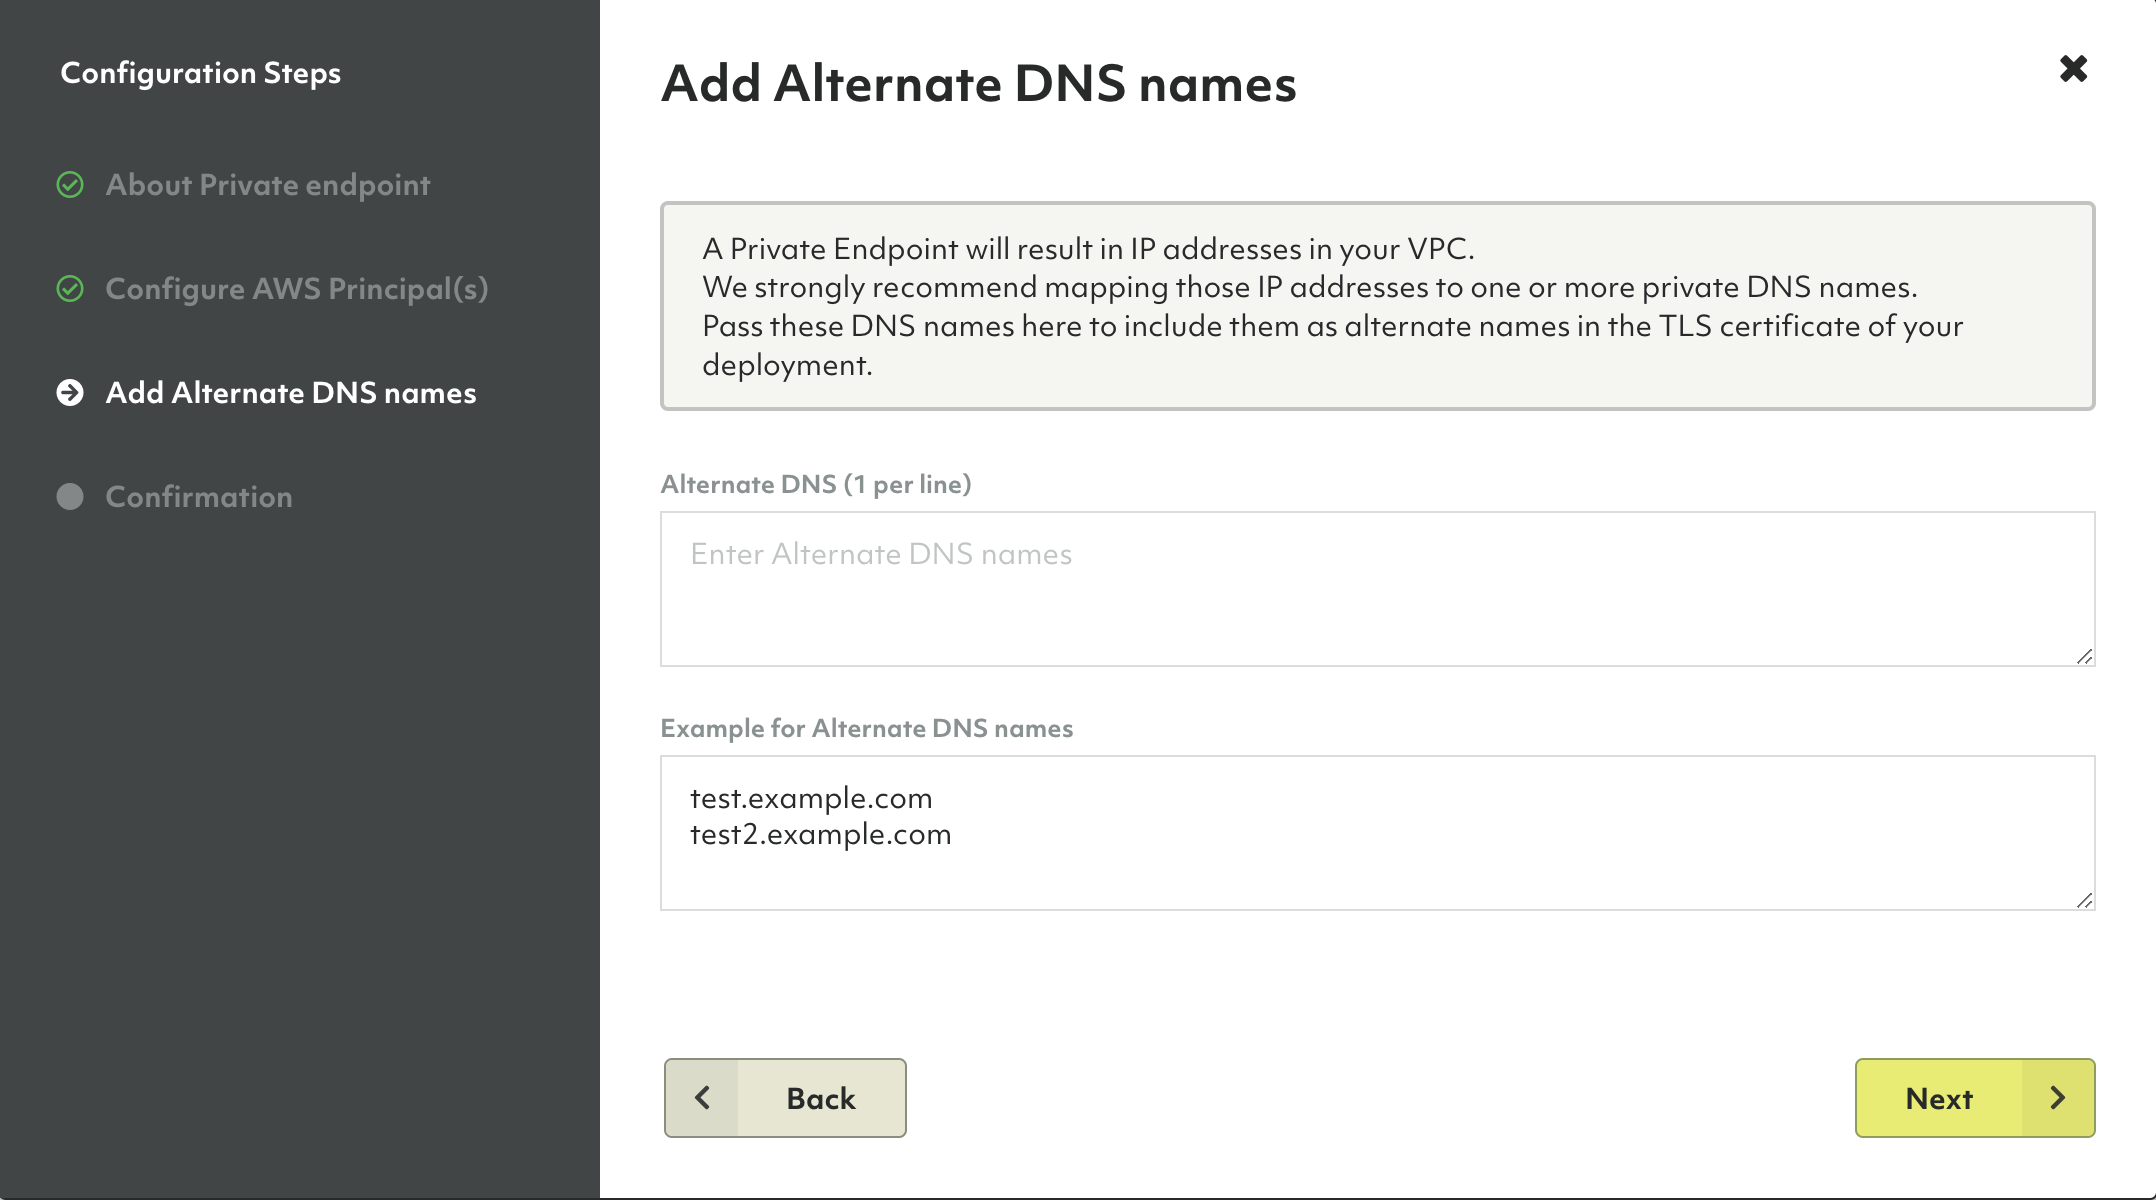 Configuration Steps
About Private endpoint
Configure AWS Principal(s)
Add Alternate DNS names
Confirmation
Add Alternate DNS names
A Private Endpoint will result in IP addresses in your VPC.
We strongly recommend mapping those IP addresses to one or more private DNS names.
Pass these DNS names here to include them as alternate names in the TLS certificate of your
deployment.
Alternate DNS (1 per line)
Enter Alternate DNS names
Example for Alternate DNS names
test.example.com
test2.example.com
Back
Next